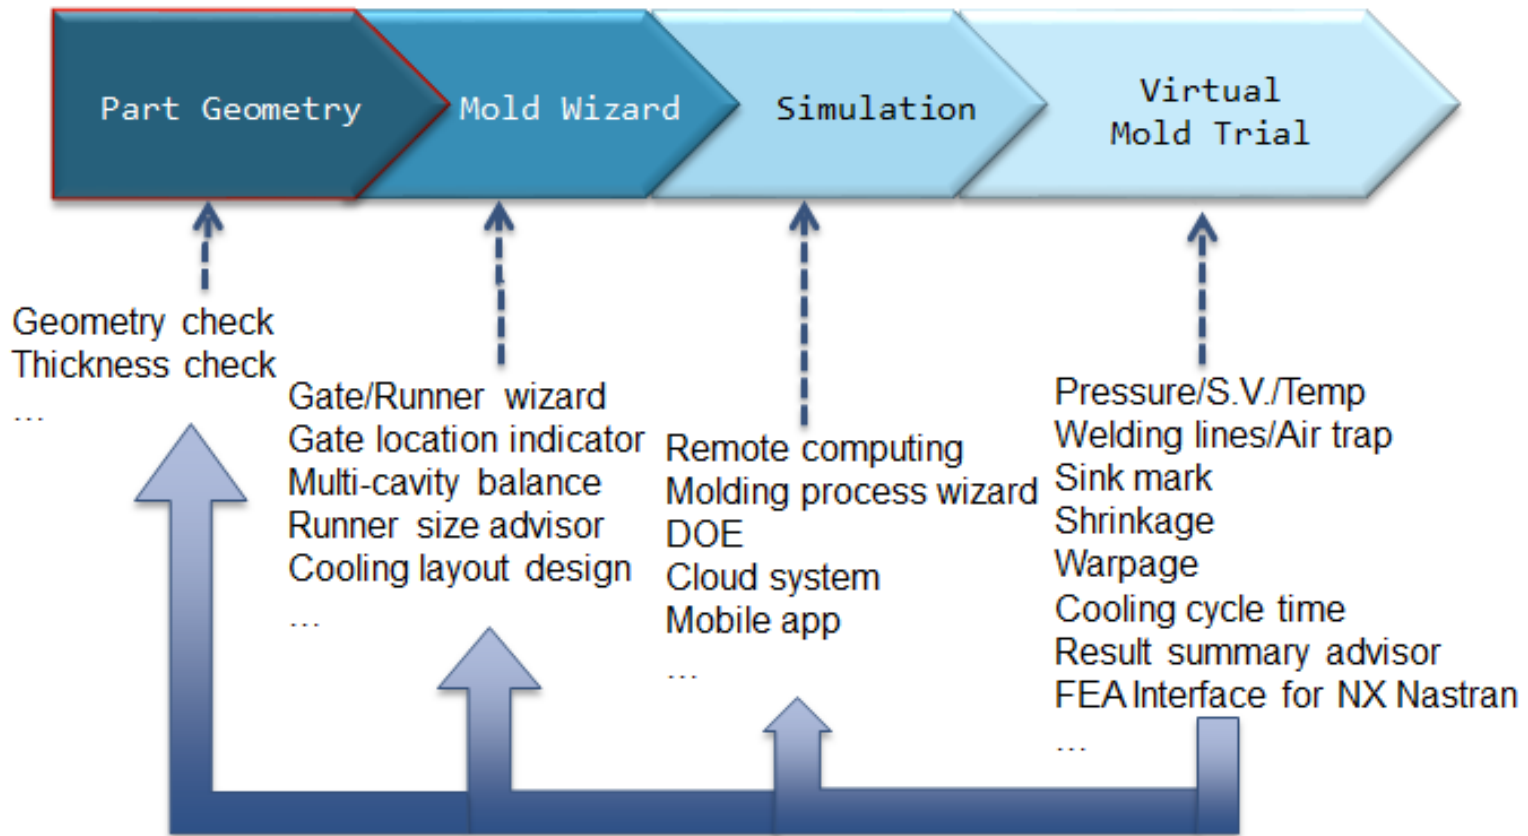 Part Geometry
Mold Wizard
Simulation
Virtual
Mold Trial
Geometry check
Thickness check
...
Gate/Runner wizard
Gate location indicator
Multi-cavity balance
Runner size advisor
Cooling layout design
...
Remote computing
Molding process wizard
DOE
Cloud system
Mobile app
...
Pressure/S.V./Temp
Welding lines/Air trap
Sink mark
Shrinkage
Warpage
Cooling cycle time
Result summary advisor
FEA Interface for NX Nastran
...